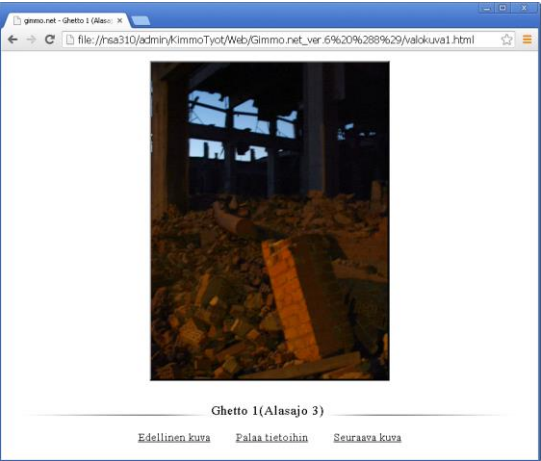 gimmo.net - Ghetto 1 (Alasaj
file://nsa310/admin/KimmoTyot/Web/Gimmo.net_ver.6%20%288%29/valokuva1.html
Ghetto 1(Alasajo 3)
Edellinen kuva Palaa tietoihin Seuraava kuva